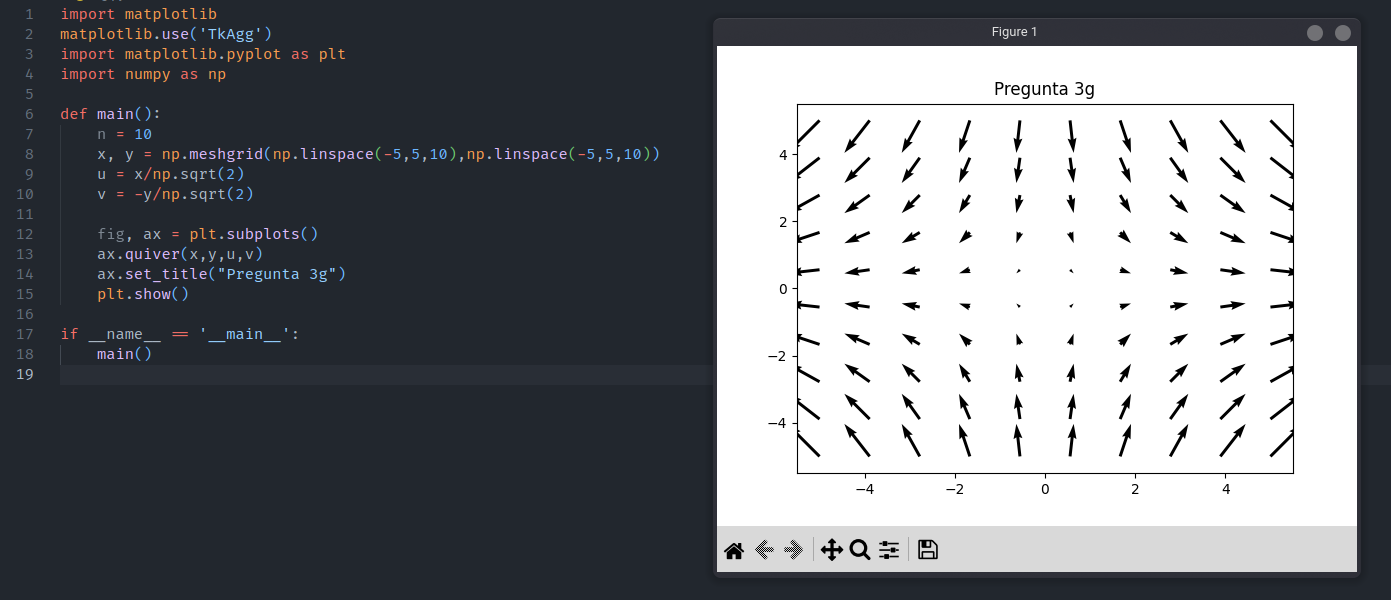 1 import matplotlib
2 matplotlib.use('TkAgg')
3 import matplotlib.pyplot as plt
4 import numpy as np
5
6 def main():
7     n = 10
8     x, y = np.meshgrid(np.linspace(-5,5,10),np.linspace(-5,5,10))
9     u = x/np.sqrt(2)
10     v = -y/np.sqrt(2)
11
12     fig, ax = plt.subplots()
13     ax.quiver(x,y,u,v)
14     ax.set_title("Pregunta 3g")
15     plt.show()
16
17 if __name__ == '__main__':
18     main()
19
Figure 1
Pregunta 3g
4
2
0
−2
−4
−4 −2 0 2 4